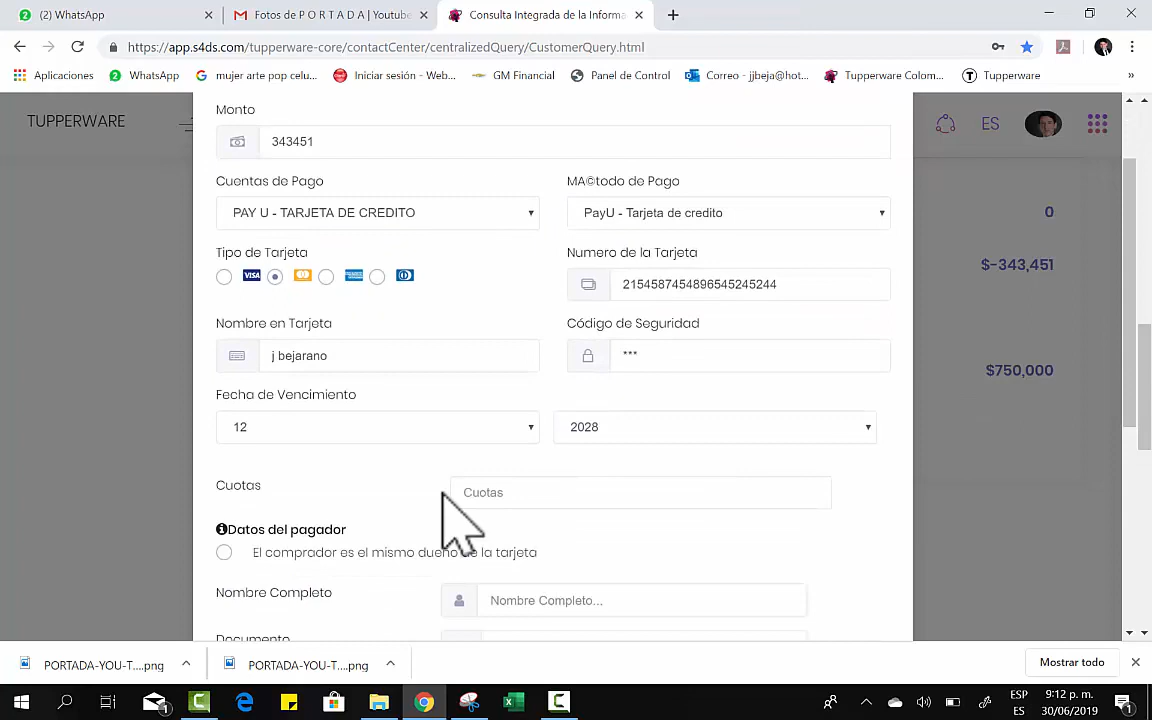 (2) WhatsApp
Fotos de P O R T A D A | Youtube
Consulta Integrada de la Informa
https://app.s4ds.com/tupperware-core/contactCenter/centralizedQuery/CustomerQuery.html
Aplicaciones
WhatsApp
mujer arte pop celu...
Iniciar sesión - Web...
GM Financial
Panel de Control
Correo - jjbeja@hot...
Tupperware Colom...
Tupperware
»
TUPPERWARE
ES
Monto
343451
Cuentas de Pago
MÃ©todo de Pago
PAY U - TARJETA DE CREDITO
PayU - Tarjeta de credito
0
Tipo de Tarjeta
Numero de la Tarjeta
$-343,451
VISA
2154587454896545245244
Nombre en Tarjeta
Código de Seguridad
j bejarano
***
$750,000
Fecha de Vencimiento
12
2028
Cuotas
Cuotas
Datos del pagador
El comprador es el mismo dueño de la tarjeta
Nombre Completo
Nombre Completo...
Documento
PORTADA-YOU-T....png
PORTADA-YOU-T....png
Mostrar todo
ESP
ES
9:12 p. m.
30/06/2019